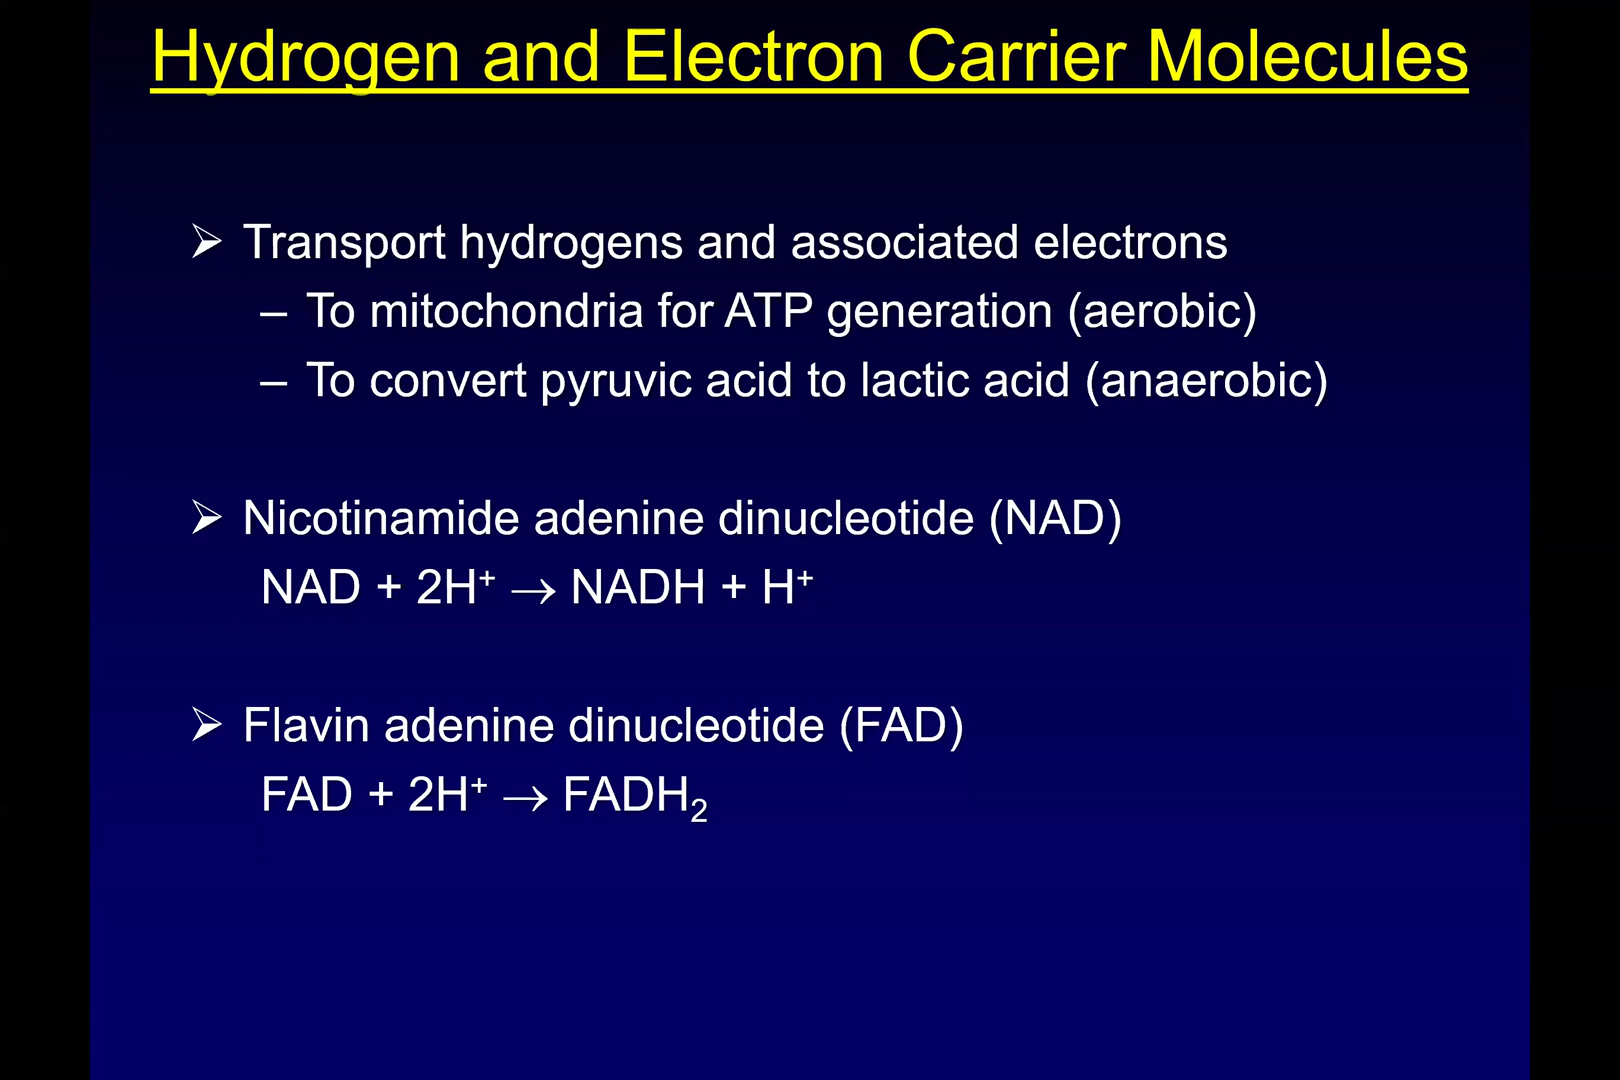 Hydrogen and Electron Carrier Molecules
➢ Transport hydrogens and associated electrons
– To mitochondria for ATP generation (aerobic)
– To convert pyruvic acid to lactic acid (anaerobic)
➢ Nicotinamide adenine dinucleotide (NAD)
NAD + 2H⁺ → NADH + H⁺
➢ Flavin adenine dinucleotide (FAD)
FAD + 2H⁺ → FADH₂